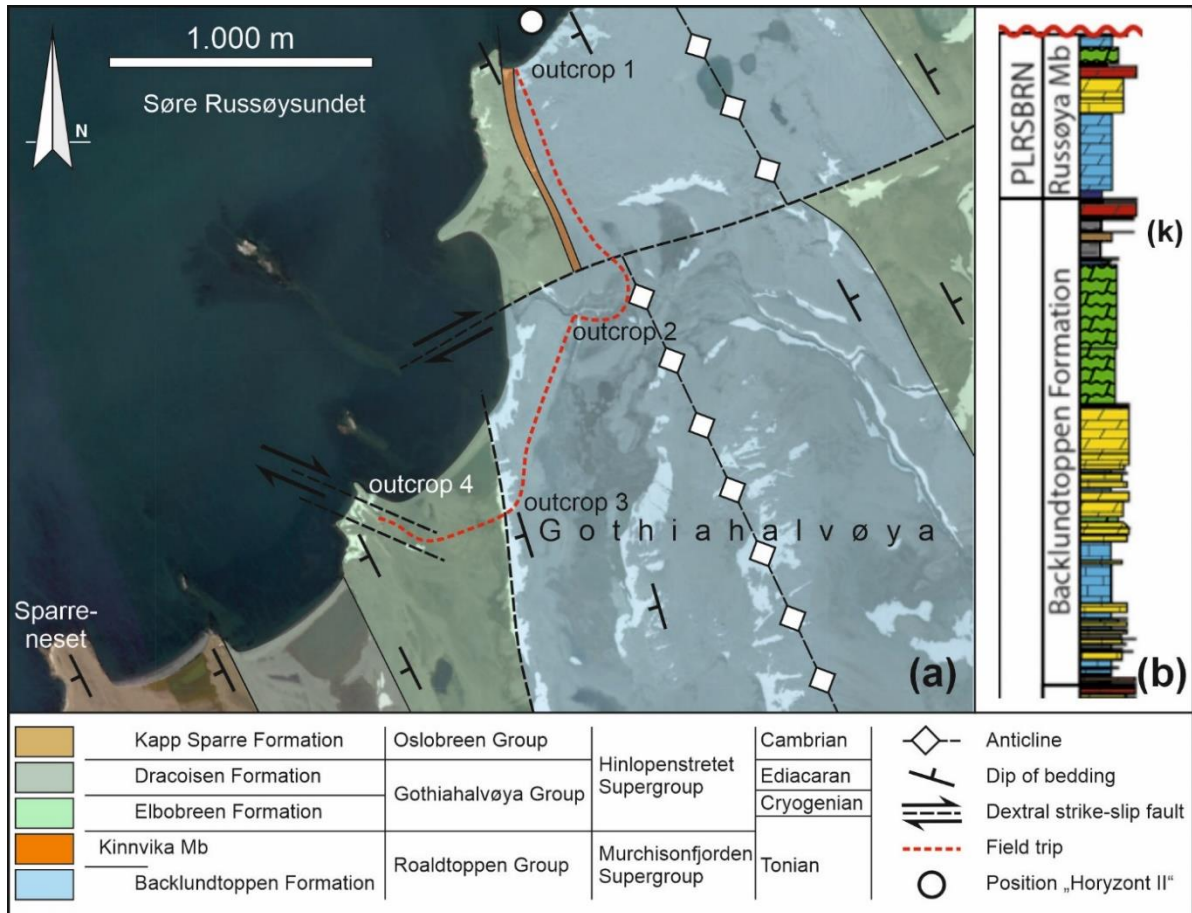 1.000 m
Søre Russøysundet
N
outcrop 1
outcrop 2
outcrop 4
outcrop 3
Gothiahalvøya
Sparre-
neset
(a)
PLRSBRN
Russøya Mb
(k)
Backlundtoppen Formation
(b)
Kapp Sparre Formation
Oslobreen Group
Hinlopenstretet
Supergroup
Cambrian
Anticline
Dracoisen Formation
Gothiahalvøya Group
Ediacaran
Dip of bedding
Elbobreen Formation
Cryogenian
Dextral strike-slip fault
Kinnvika Mb
Roaldtoppen Group
Murchisonfjorden
Supergroup
Tonian
Field trip
Backlundtoppen Formation
Position „Horyzont II“